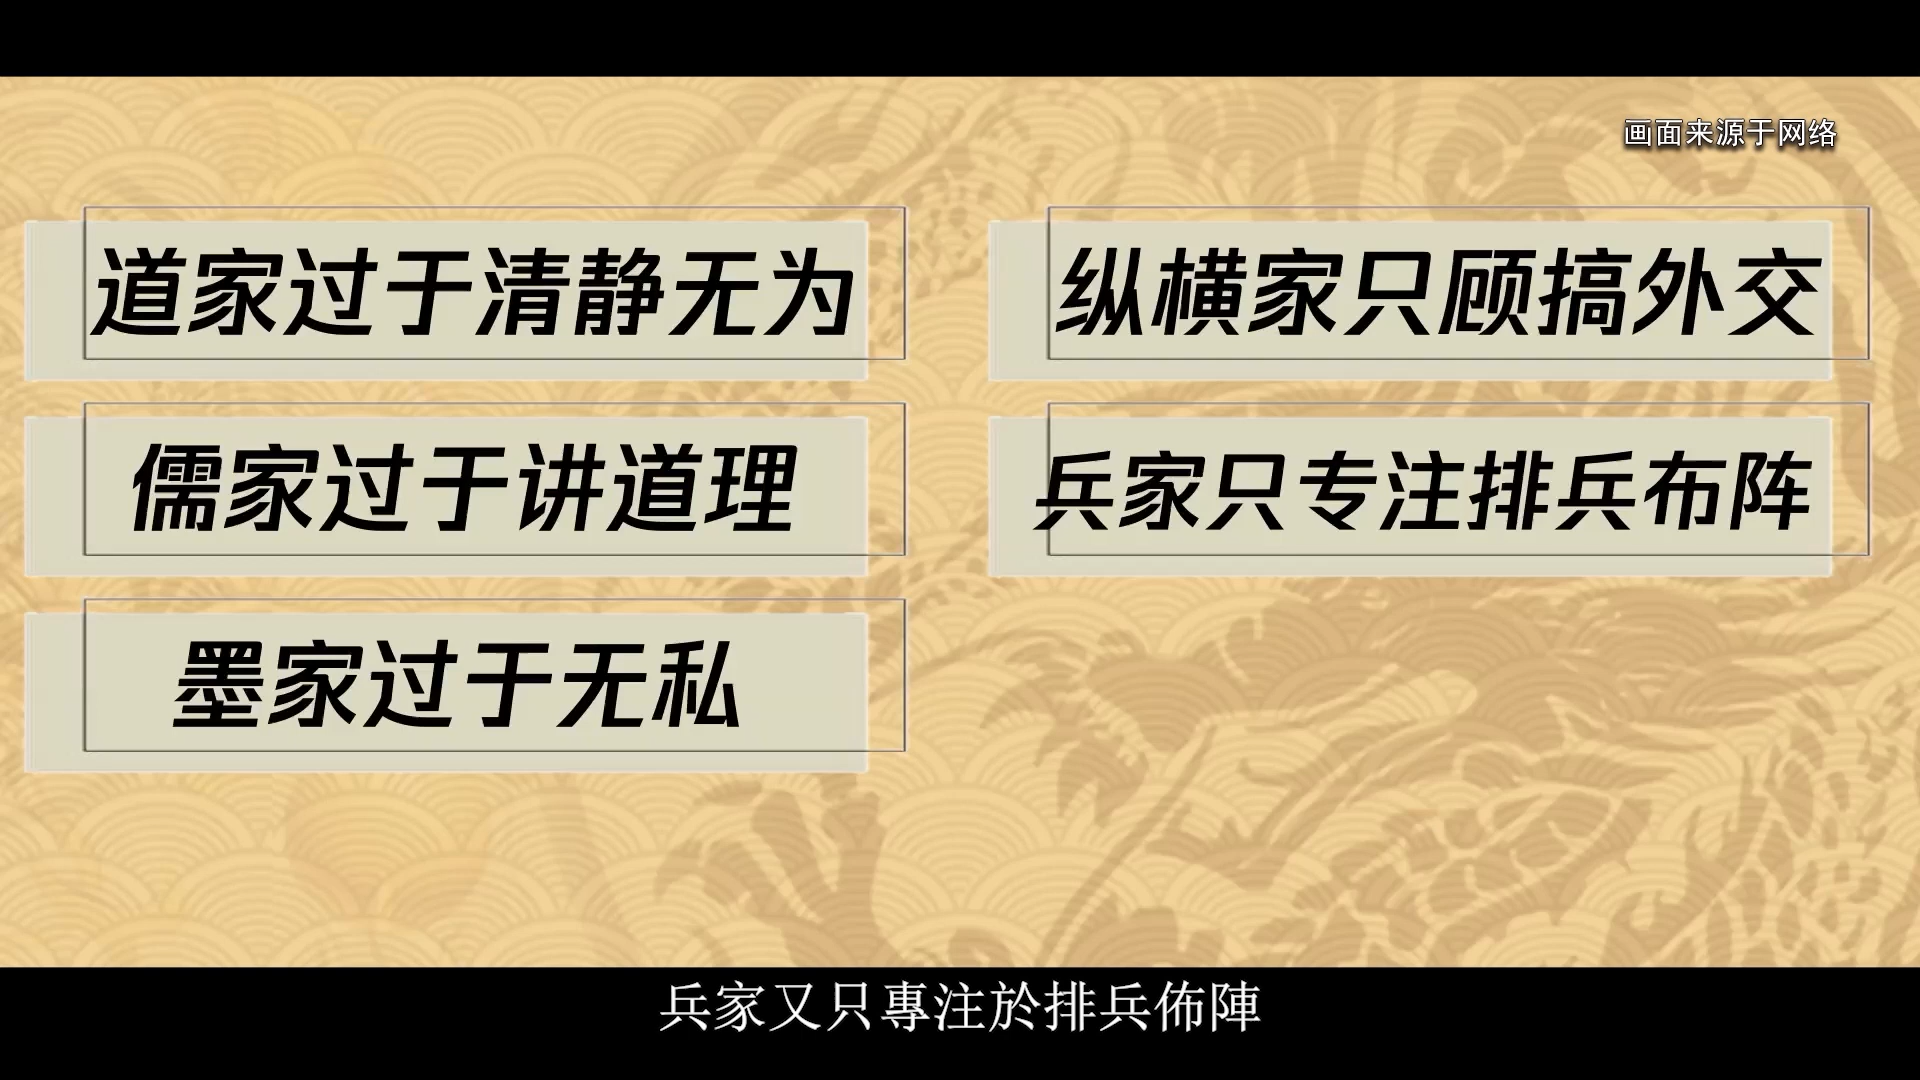 画面来源于网络
道家过于清静无为
儒家过于讲道理
墨家过于无私
纵横家只顾搞外交
兵家只专注排兵布阵
兵家又只專注於排兵佈陣